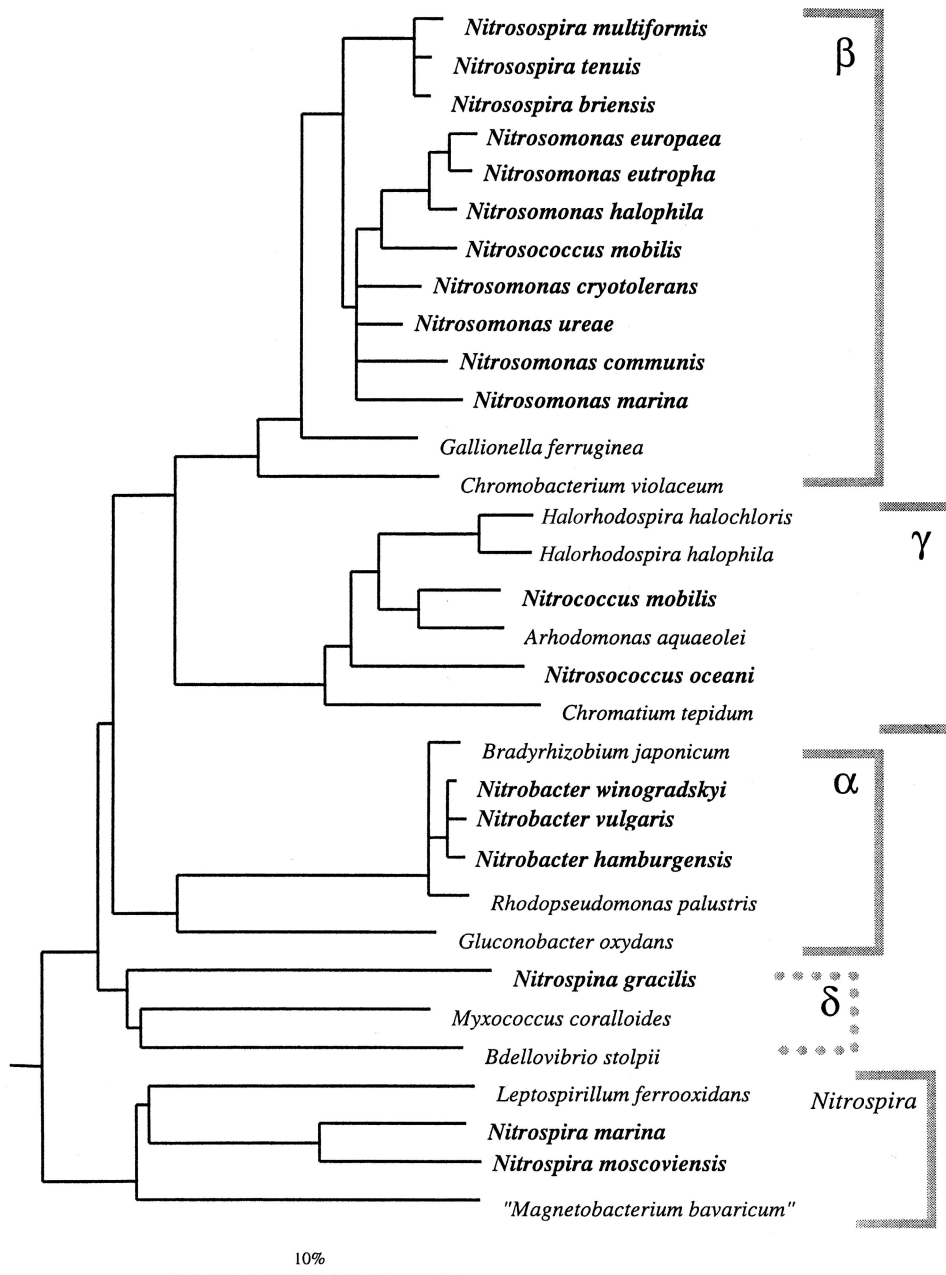 Nitrosospira multiformis
β
Nitrosospira tenuis
Nitrosospira briensis
Nitrosomonas europaea
Nitrosomonas eutropha
Nitrosomonas halophila
Nitrosococcus mobilis
Nitrosomonas cryotolerans
Nitrosomonas ureae
Nitrosomonas communis
Nitrosomonas marina
Gallionella ferruginea
Chromobacterium violaceum
Halorhodospira halochloris
γ
Halorhodospira halophila
Nitrococcus mobilis
Arhodomonas aquaeolei
Nitrosococcus oceani
Chromatium tepidum
Bradyrhizobium japonicum
α
Nitrobacter winogradskyi
Nitrobacter vulgaris
Nitrobacter hamburgensis
Rhodopseudomonas palustris
Gluconobacter oxydans
Nitrospina gracilis
δ
Myxococcus coralloides
Bdellovibrio stolpii
Leptospirillum ferrooxidans
Nitrospira
Nitrospira marina
Nitrospira moscoviensis
"Magnetobacterium bavaricum"
10%